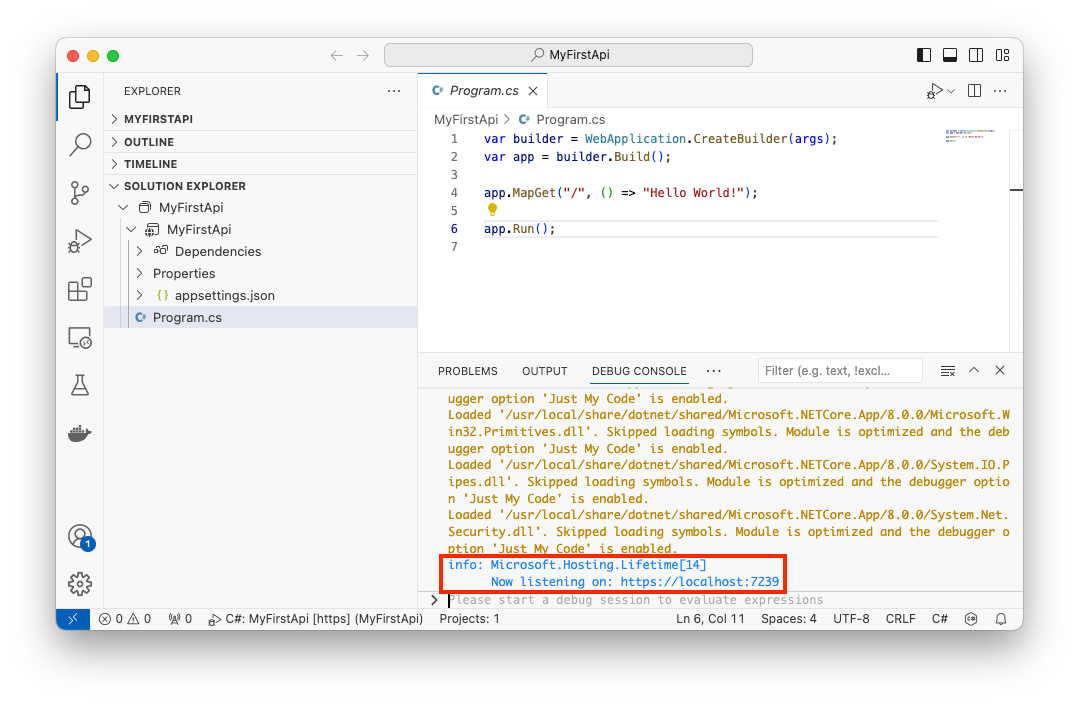 MyFirstApi
EXPLORER
MYFIRSTAPI
OUTLINE
TIMELINE
SOLUTION EXPLORER
MyFirstApi
MyFirstApi
Dependencies
Properties
{} appsettings.json
C# Program.cs
1
C# Program.cs
MyFirstApi > C# Program.cs
1 var builder = WebApplication.CreateBuilder(args);
2 var app = builder.Build();
3
4 app.MapGet("/", () => "Hello World!");
5
6 app.Run();
7
PROBLEMS OUTPUT DEBUG CONSOLE ··· Filter (e.g. text, !excl...
ugger option 'Just My Code' is enabled.
Loaded '/usr/local/share/dotnet/shared/Microsoft.NETCore.App/8.0.0/Microsoft.W
in32.Primitives.dll'. Skipped loading symbols. Module is optimized and the deb
ugger option 'Just My Code' is enabled.
Loaded '/usr/local/share/dotnet/shared/Microsoft.NETCore.App/8.0.0/System.IO.P
ipes.dll'. Skipped loading symbols. Module is optimized and the debugger optio
n 'Just My Code' is enabled.
Loaded '/usr/local/share/dotnet/shared/Microsoft.NETCore.App/8.0.0/System.Net.
Security.dll'. Skipped loading symbols. Module is optimized and the debugger o
ption 'Just My Code' is enabled.
info: Microsoft.Hosting.Lifetime[14]
Now listening on: https://localhost:7239
Please start a debug session to evaluate expressions
0 0 0 C#: MyFirstApi [https] (MyFirstApi) Projects: 1 Ln 6, Col 11 Spaces: 4 UTF-8 CRLF C#